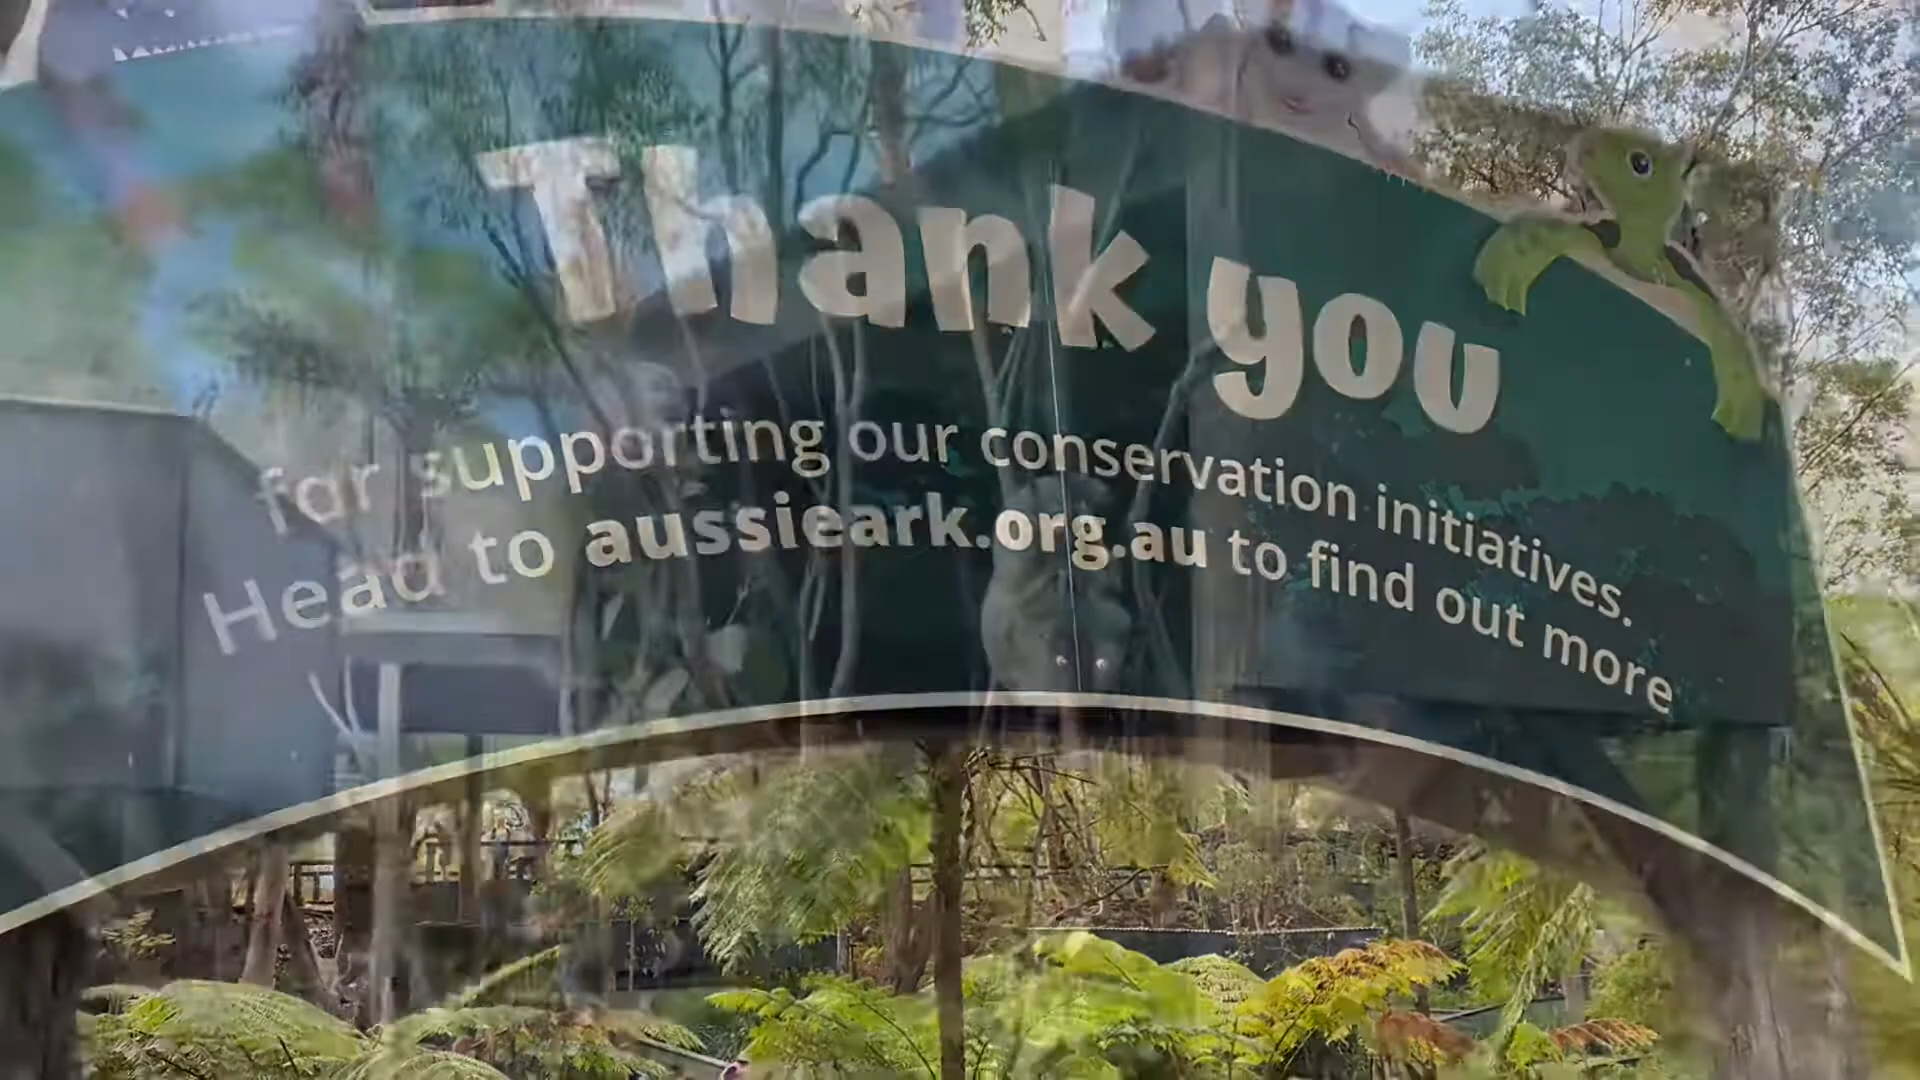 Thank you
for supporting our conservation initiatives.
Head to aussieark.org.au to find out more